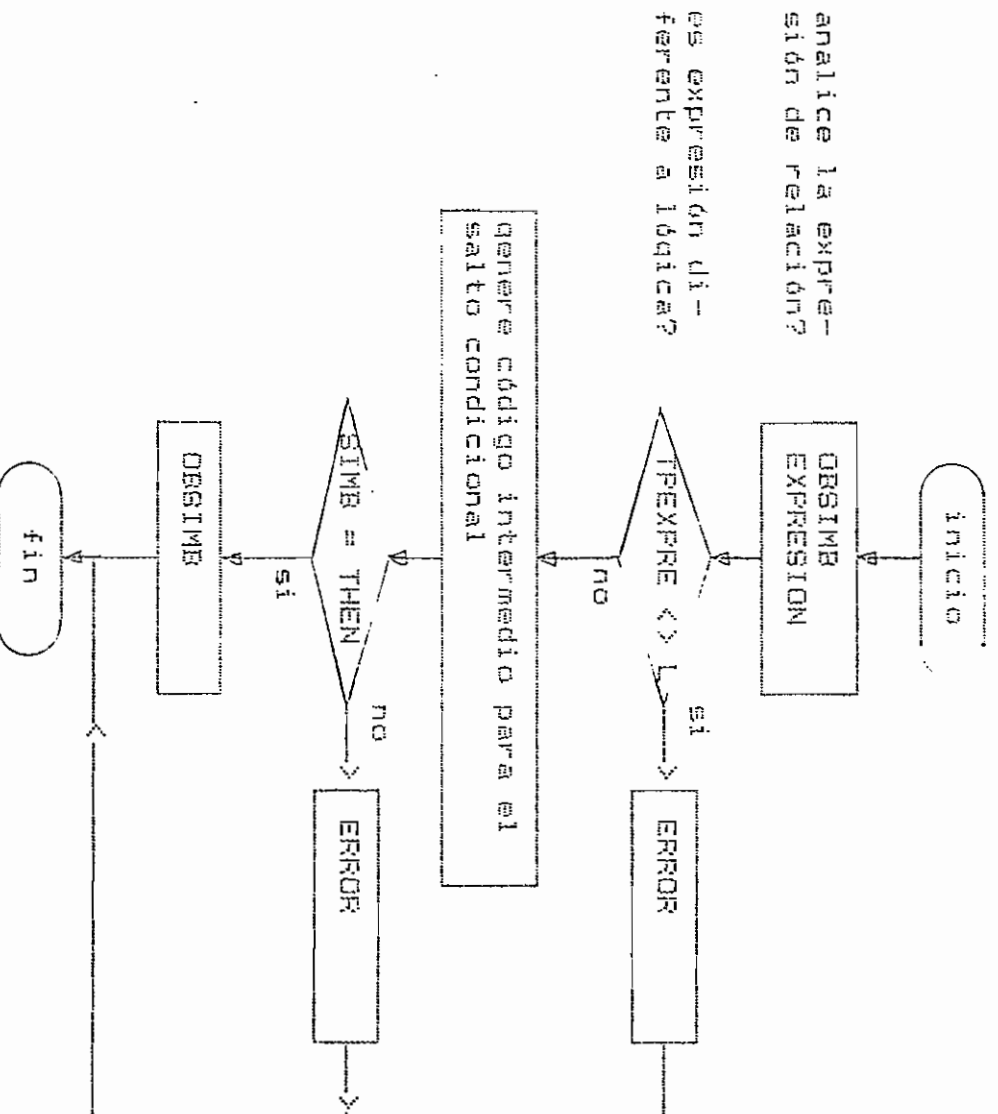 inicio
analice la expre-
sión de relación?
OBSIMB
EXPRESION
es expresión di-
ferente a lógica?
TPEXPRE <> L
si
ERROR
no
genere código intermedio para el
salto condicional
SIMB = THEN
no
ERROR
si
OBSIMB
fin